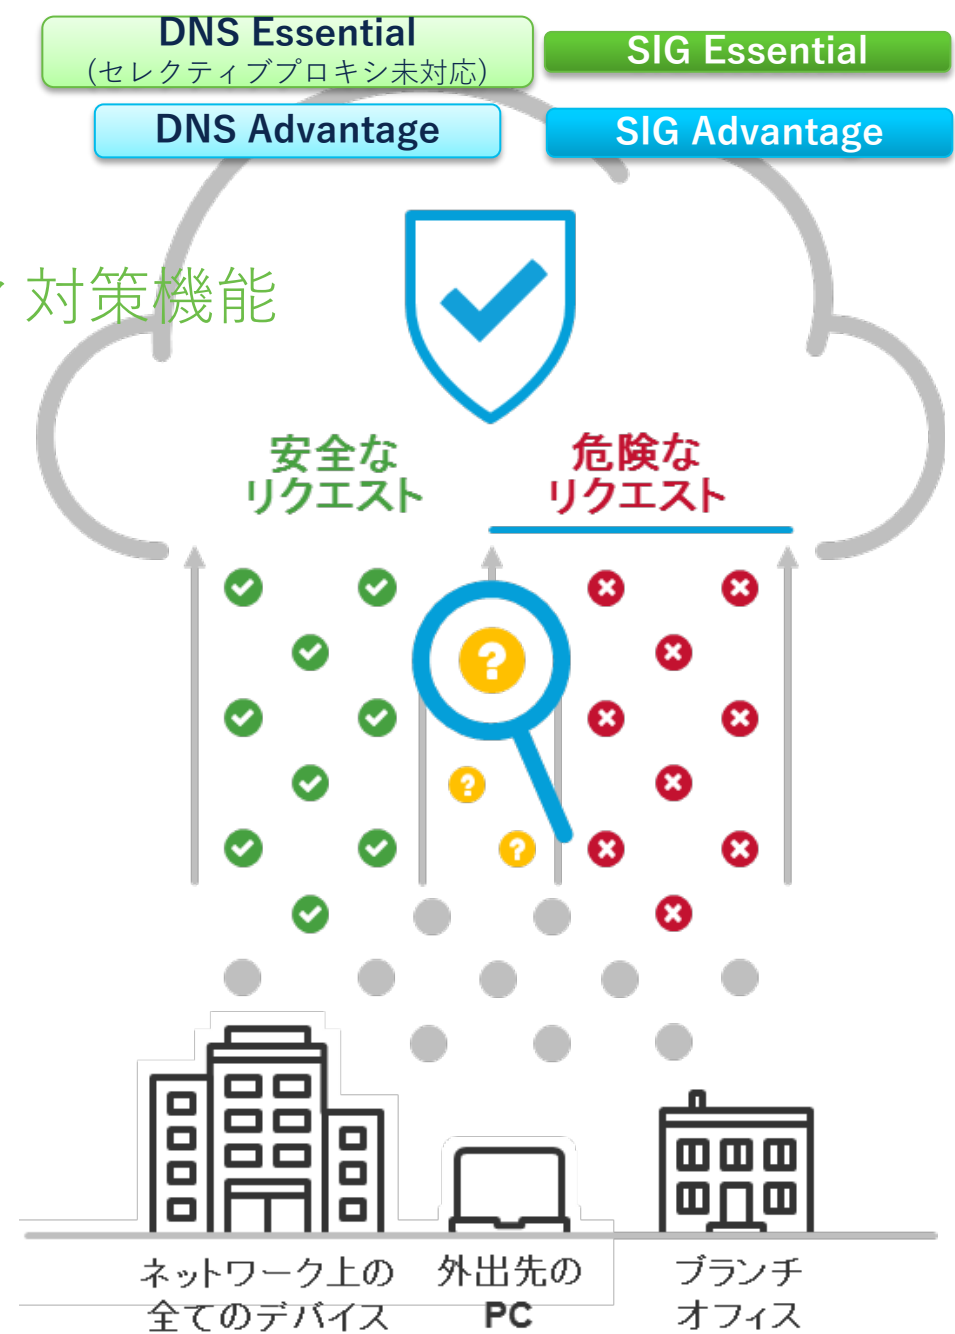 DNS Essential
(セレクティブプロキシ未対応)
SIG Essential
DNS Advantage
SIG Advantage
対策機能
安全な
リクエスト
危険な
リクエスト
ネットワーク上の
全てのデバイス
外出先の
PC
ブランチ
オフィス